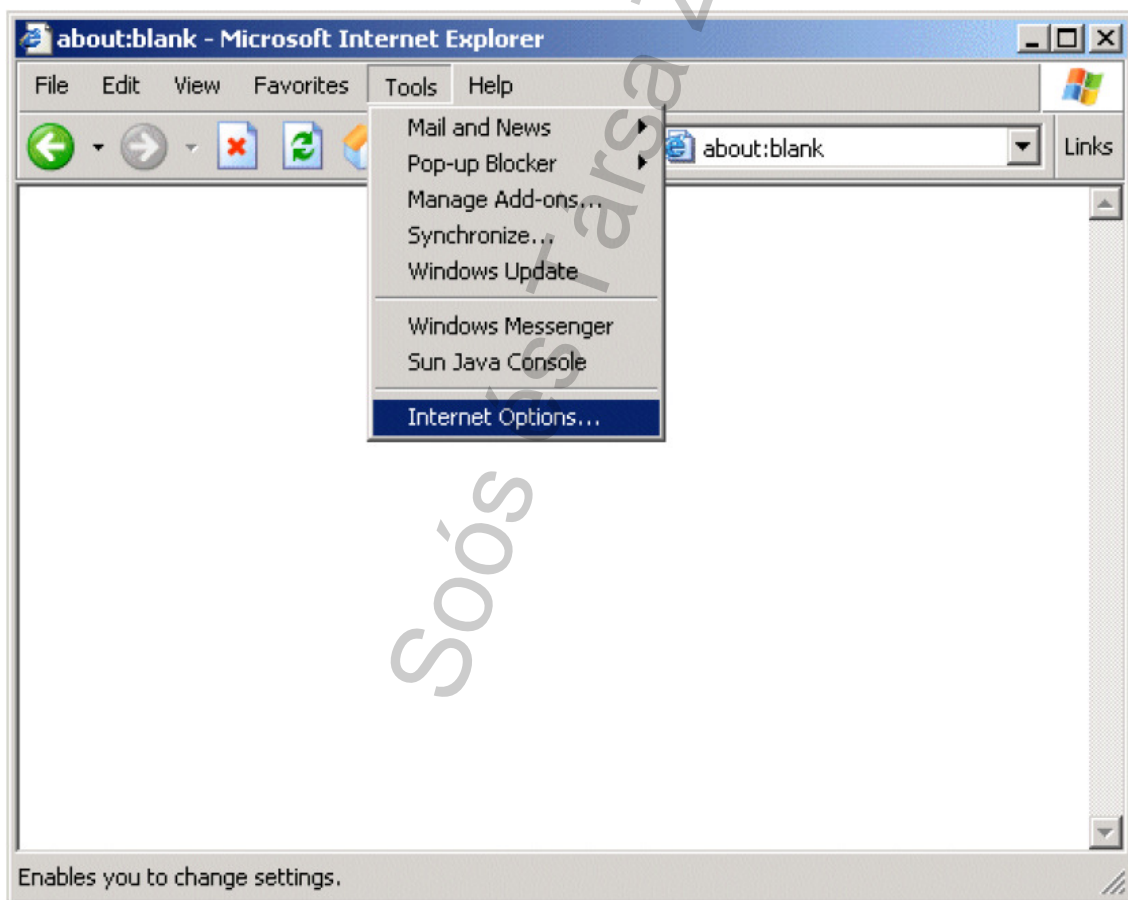 about:blank - Microsoft Internet Explorer
File Edit View Favorites Tools Help
about:blank Links
Mail and News
Pop-up Blocker
Manage Add-ons...
Synchronize...
Windows Update
Windows Messenger
Sun Java Console
Internet Options...
Soós és Társa
Enables you to change settings.